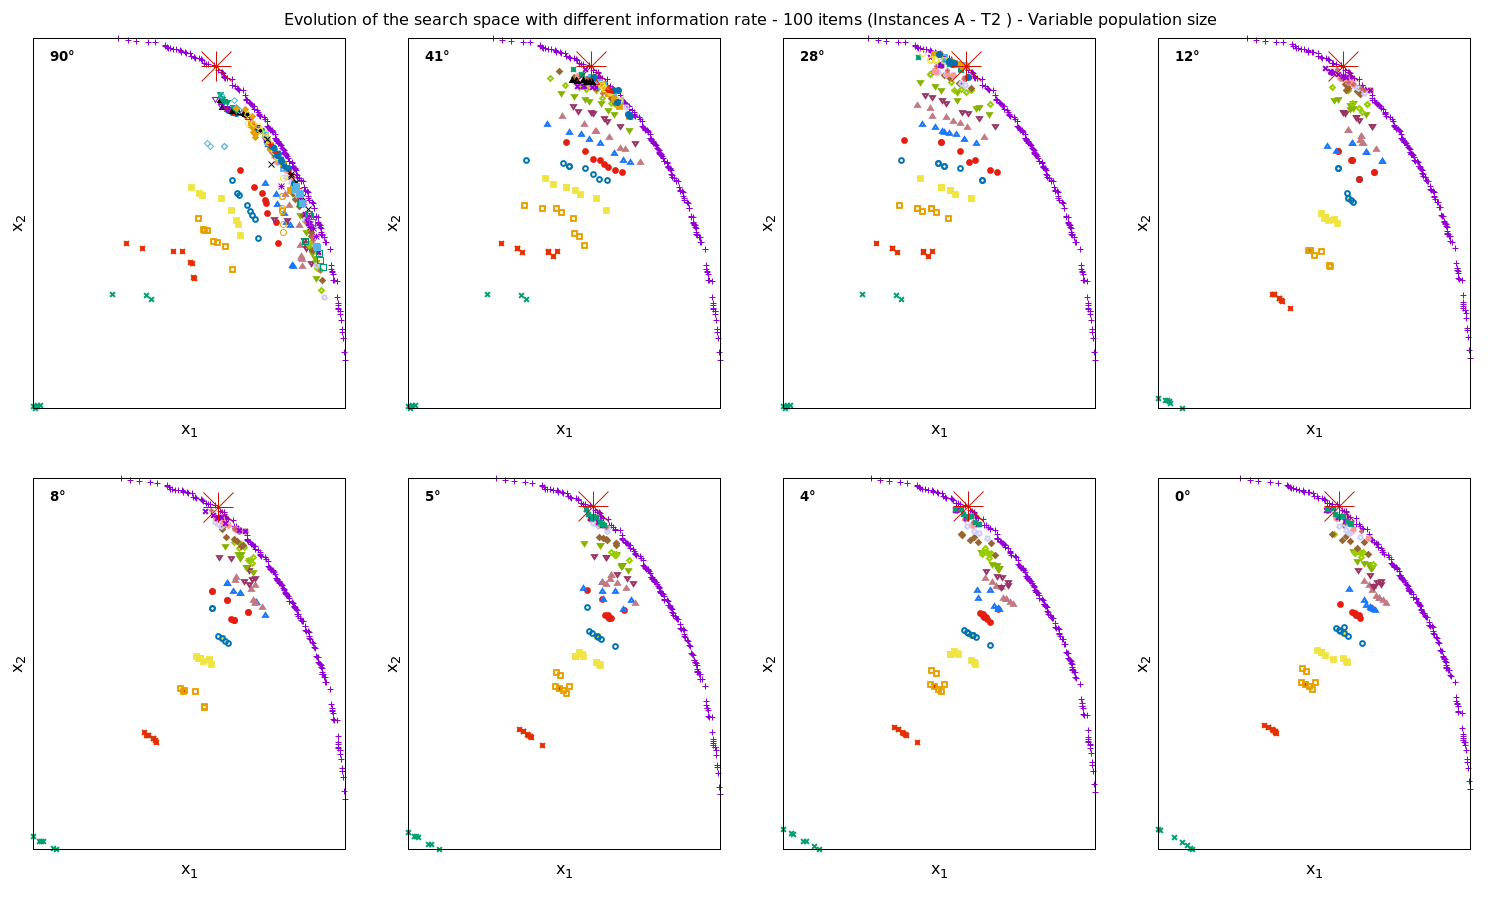 Evolution of the search space with different information rate - 100 items (Instances A - T2 ) - Variable population size
90° 41° 28° 12°
x2 x2 x2 x2
x1 x1 x1 x1
8° 5° 4° 0°
x2 x2 x2 x2
x1 x1 x1 x1